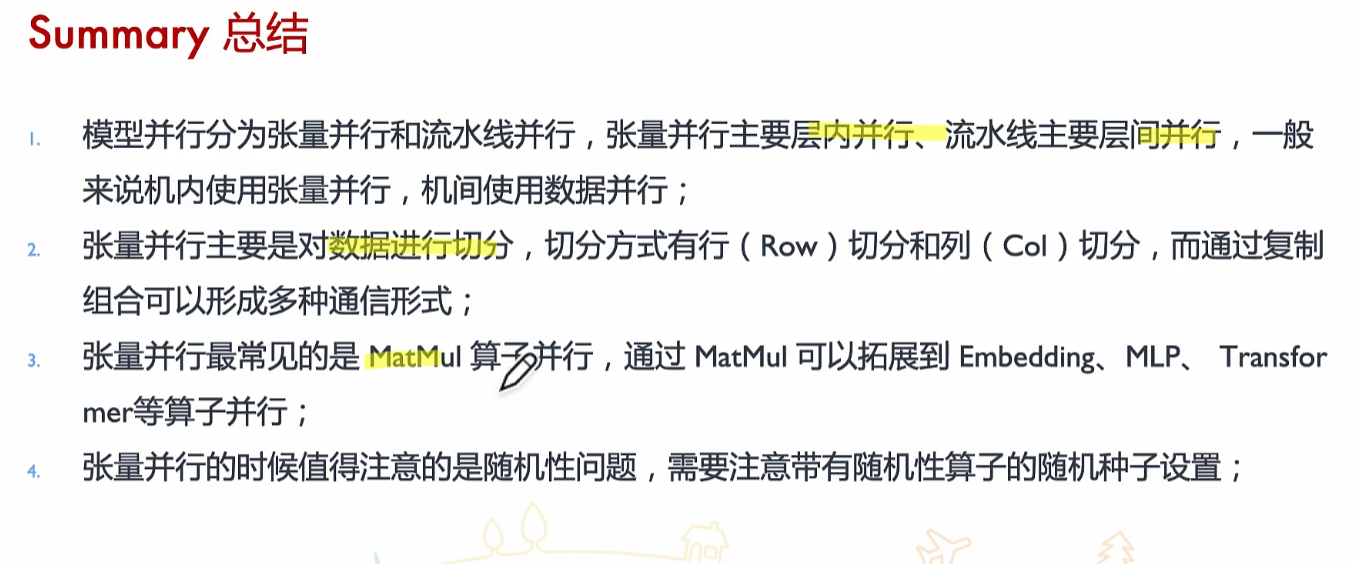 Summary 总结
1. 模型并行分为张量并行和流水线并行，张量并行主要层内并行、流水线主要层间并行，一般
来说机内使用张量并行，机间使用数据并行；
2. 张量并行主要是对数据进行切分，切分方式有行（Row）切分和列（Col）切分，而通过复制
组合可以形成多种通信形式；
3. 张量并行最常见的是 MatMul 算子并行，通过 MatMul 可以拓展到 Embedding、MLP、 Transfor
mer等算子并行；
4. 张量并行的时候值得注意的是随机性问题，需要注意带有随机性算子的随机种子设置；